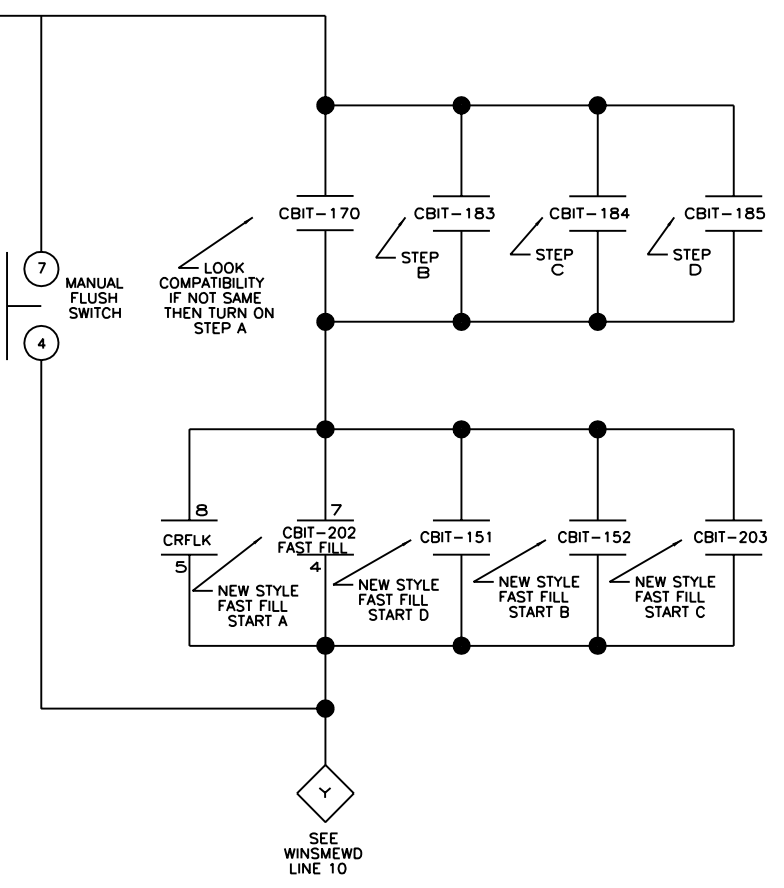 CBIT-170
CBIT-183
CBIT-184
CBIT-185
LOOK
COMPATIBILITY
IF NOT SAME
THEN TURN ON
STEP A
STEP
B
STEP
C
STEP
D
7
MANUAL
FLUSH
SWITCH
4
8
CRFLK
5
7
CBIT-202
FAST FILL
4
CBIT-151
CBIT-152
CBIT-203
NEW STYLE
FAST FILL
START A
NEW STYLE
FAST FILL
START D
NEW STYLE
FAST FILL
START B
NEW STYLE
FAST FILL
START C
Y
SEE
WINSMEWD
LINE 10